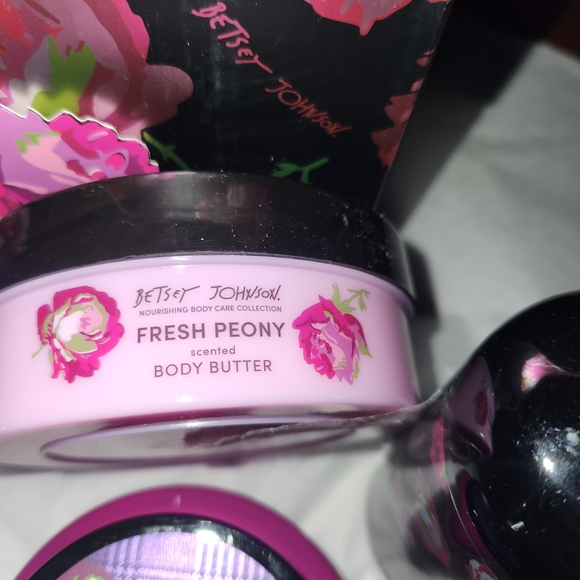 BETSEY JOHNSON.
BETSEY JOHNSON.
NOURISHING BODY CARE COLLECTION
FRESH PEONY
scented
BODY BUTTER